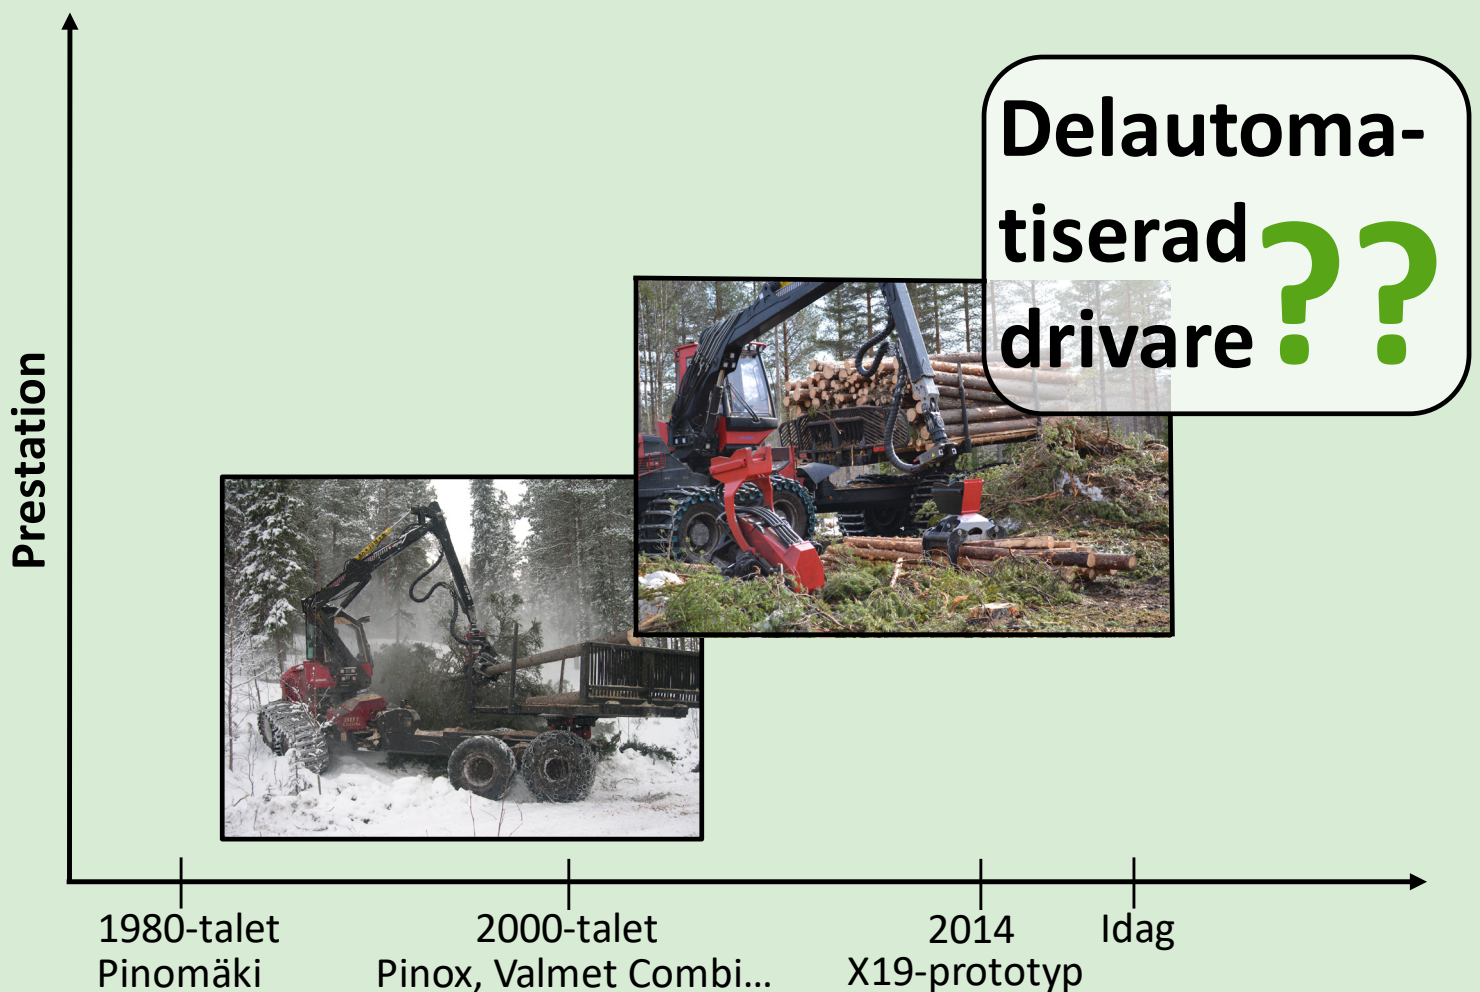 Prestation
Delautoma-
tiserad
drivare ??
1980-talet
Pinomäki
2000-talet
Pinox, Valmet Combi...
2014
X19-prototyp
Idag